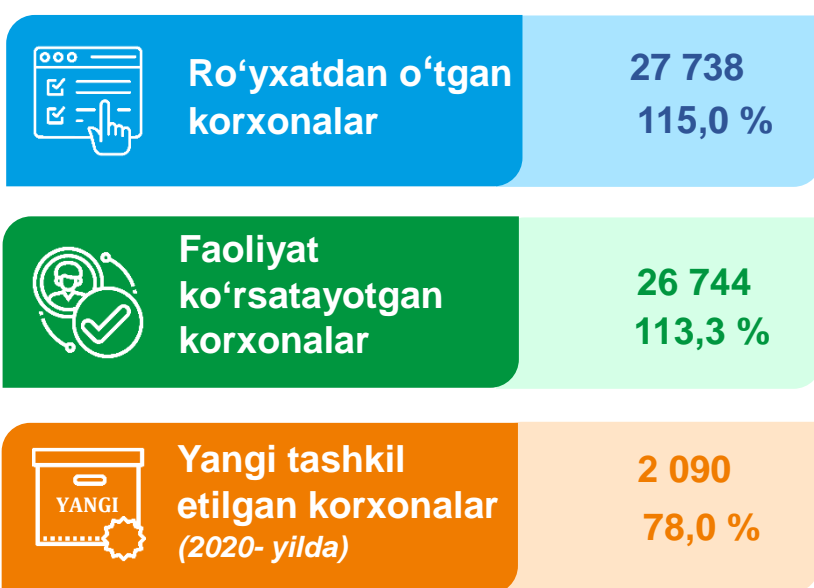 Ro‘yxatdan o‘tgan
korxonalar
27 738
115,0 %
Faoliyat
ko‘rsatayotgan
korxonalar
26 744
113,3 %
YANGI
Yangi tashkil
etilgan korxonalar
(2020- yilda)
2 090
78,0 %